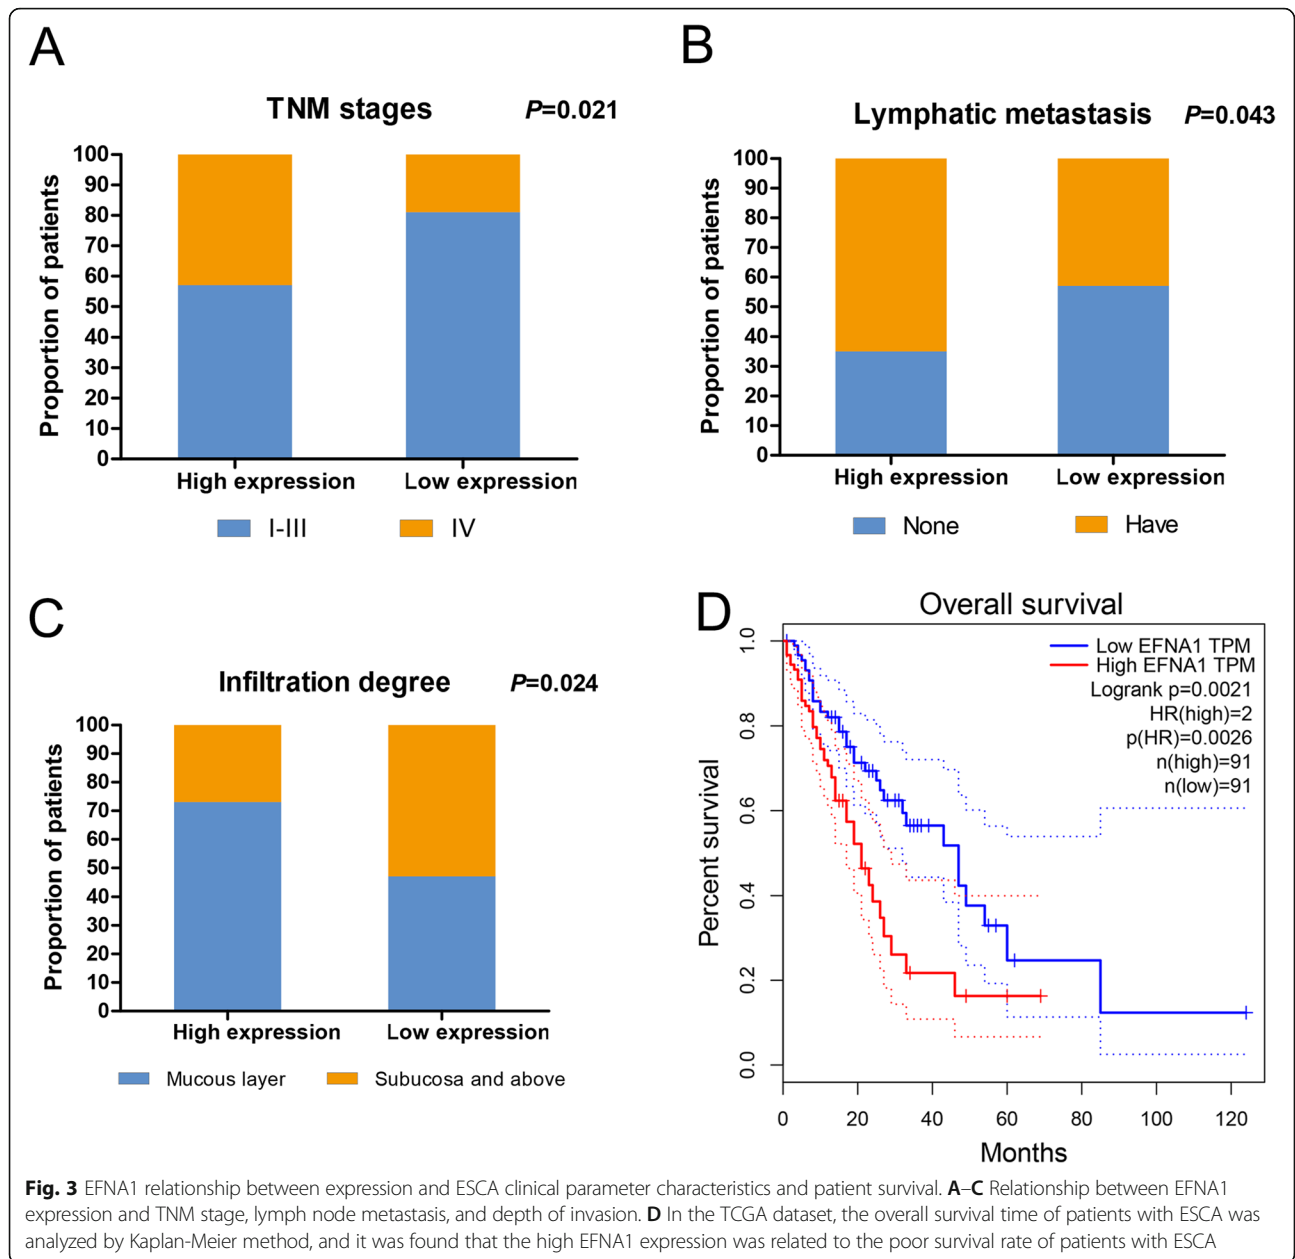 A
TNM stages
P=0.021
Proportion of patients
100
90
80
70
60
50
40
30
20
10
0
High expression
Low expression
I-III
IV
B
Lymphatic metastasis
P=0.043
Proportion of patients
100
90
80
70
60
50
40
30
20
10
0
High expression
Low expression
None
Have
C
Infiltration degree
P=0.024
Proportion of patients
100
90
80
70
60
50
40
30
20
10
0
High expression
Low expression
Mucous layer
Subucosa and above
D
Overall survival
Low EFNA1 TPM
High EFNA1 TPM
Logrank p=0.0021
HR(high)=2
p(HR)=0.0026
n(high)=91
n(low)=91
Percent survival
1.0
0.8
0.6
0.4
0.2
0.0
0 20 40 60 80 100 120
Months
Fig. 3 EFNA1 relationship between expression and ESCA clinical parameter characteristics and patient survival. A–C Relationship between EFNA1
expression and TNM stage, lymph node metastasis, and depth of invasion. D In the TCGA dataset, the overall survival time of patients with ESCA was
analyzed by Kaplan-Meier method, and it was found that the high EFNA1 expression was related to the poor survival rate of patients with ESCA